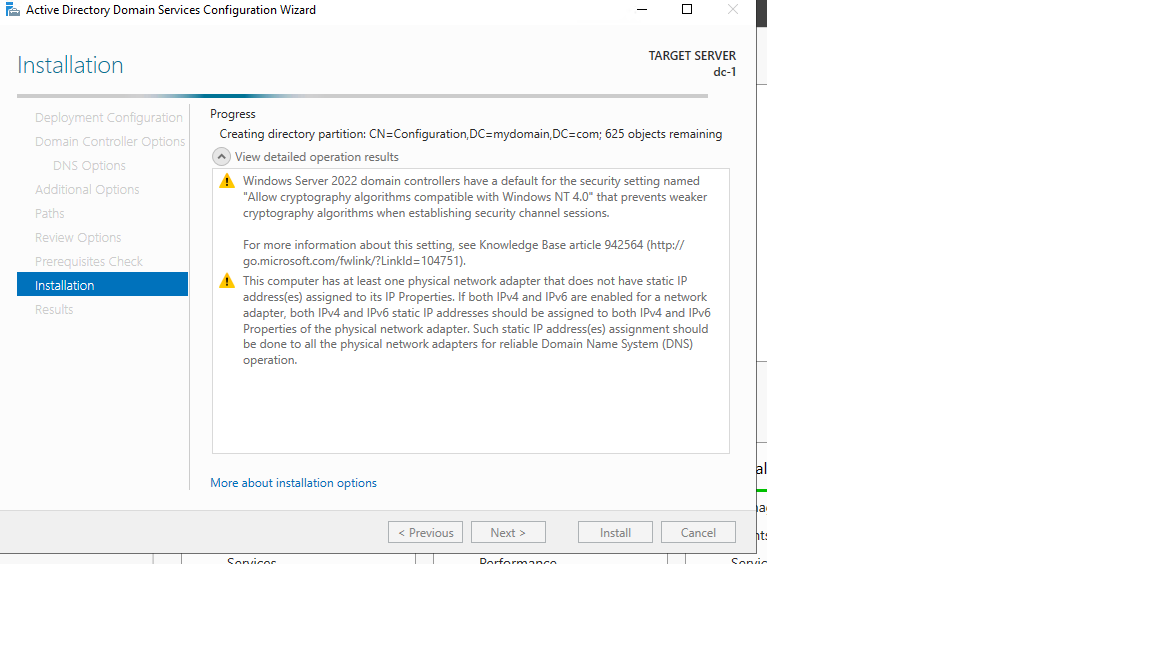 Active Directory Domain Services Configuration Wizard
Installation
TARGET SERVER
dc-1
Deployment Configuration
Domain Controller Options
DNS Options
Additional Options
Paths
Review Options
Prerequisites Check
Installation
Results
Progress
Creating directory partition: CN=Configuration,DC=mydomain,DC=com; 625 objects remaining
View detailed operation results
Windows Server 2022 domain controllers have a default for the security setting named
"Allow cryptography algorithms compatible with Windows NT 4.0" that prevents weaker
cryptography algorithms when establishing security channel sessions.
For more information about this setting, see Knowledge Base article 942564 (http://
go.microsoft.com/fwlink/?LinkId=104751).
This computer has at least one physical network adapter that does not have static IP
address(es) assigned to its IP Properties. If both IPv4 and IPv6 are enabled for a network
adapter, both IPv4 and IPv6 static IP addresses should be assigned to both IPv4 and IPv6
Properties of the physical network adapter. Such static IP address(es) assignment should
be done to all the physical network adapters for reliable Domain Name System (DNS)
operation.
More about installation options
< Previous
Next >
Install
Cancel
Services
Performance